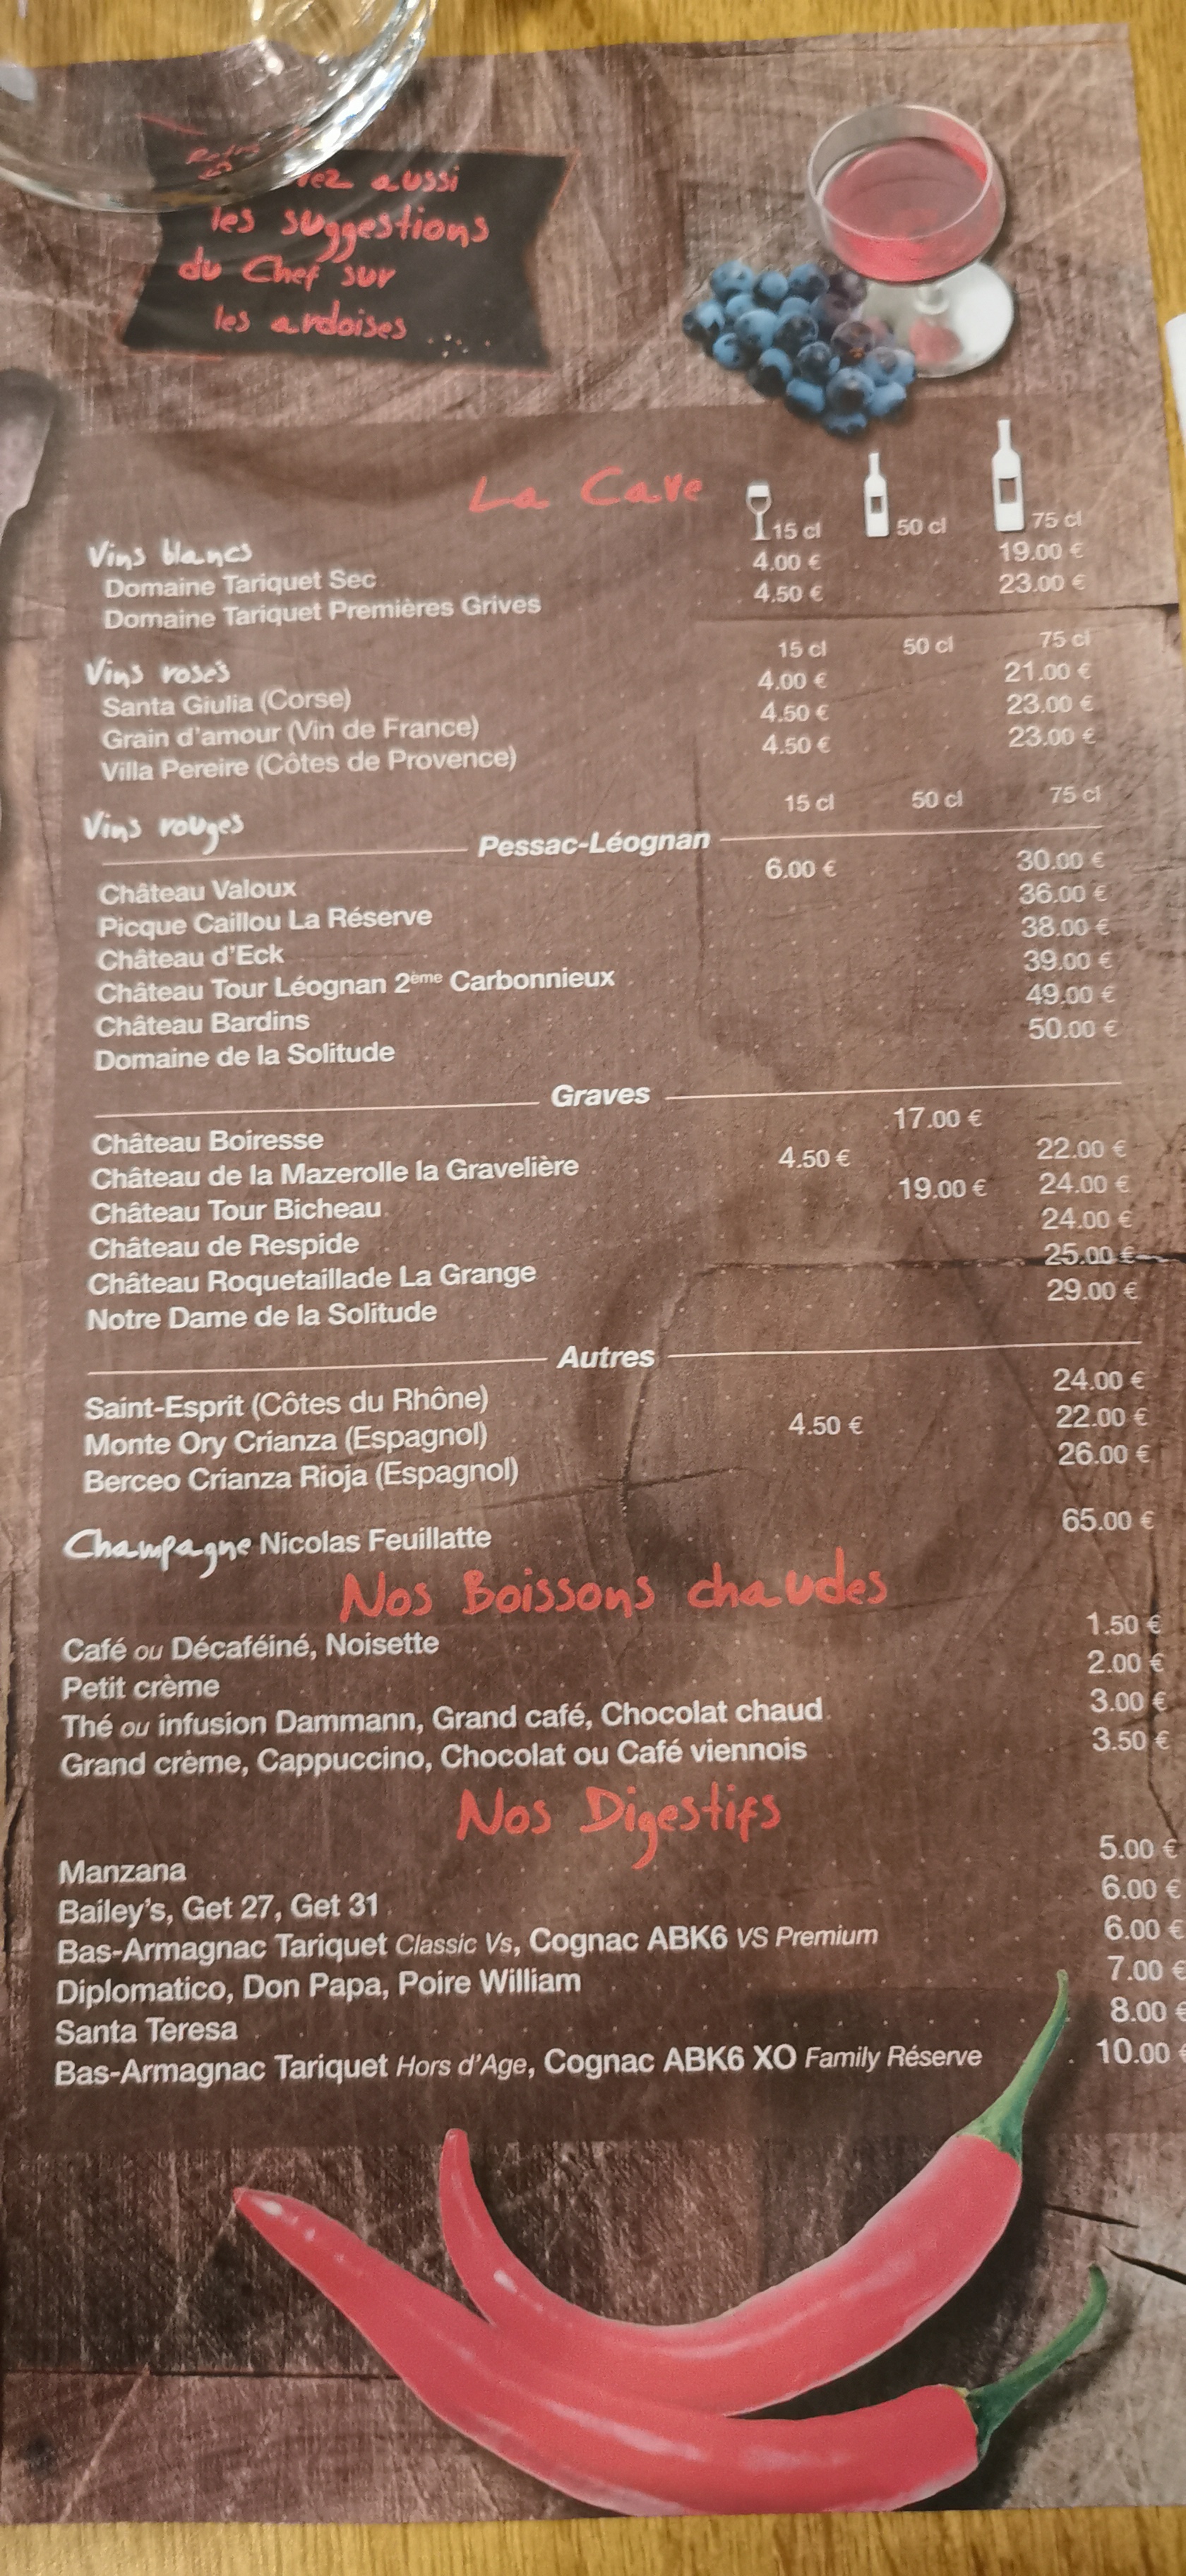 ez aussi
les suggestions
du Chef sur
les ardoises ....
La Cave
15 cl 50 cl 75 cl
Vins blancs
Domaine Tariquet Sec 4.00 € 19.00 €
Domaine Tariquet Premières Grives 4.50 € 23.00 €
Vins rosés 15 cl 50 cl 75 cl
Santa Giulia (Corse) 4.00 € 21.00 €
Grain d'amour (Vin de France) 4.50 € 23.00 €
Villa Pereire (Côtes de Provence) 4.50 € 23.00 €
Vins rouges 15 cl 50 cl 75 cl
Pessac-Léognan
Château Valoux 6.00 € 30.00 €
Picque Caillou La Réserve 36.00 €
Château d'Eck 38.00 €
Château Tour Léognan 2ème Carbonnieux 39.00 €
Château Bardins 49.00 €
Domaine de la Solitude 50.00 €
Graves
Château Boiresse 17.00 €
Château de la Mazerolle la Gravelière 4.50 € 22.00 €
Château Tour Bicheau 19.00 € 24.00 €
Château de Respide 24.00 €
Château Roquetaillade La Grange 25.00 €
Notre Dame de la Solitude 29.00 €
Autres
Saint-Esprit (Côtes du Rhône) 24.00 €
Monte Ory Crianza (Espagnol) 4.50 € 22.00 €
Berceo Crianza Rioja (Espagnol) 26.00 €
Champagne Nicolas Feuillatte 65.00 €
Nos Boissons chaudes
Café ou Décaféiné, Noisette 1.50 €
Petit crème 2.00 €
Thé ou infusion Dammann, Grand café, Chocolat chaud 3.00 €
Grand crème, Cappuccino, Chocolat ou Café viennois 3.50 €
Nos Digestifs
Manzana 5.00 €
Bailey's, Get 27, Get 31 6.00 €
Bas-Armagnac Tariquet Classic Vs, Cognac ABK6 VS Premium 6.00 €
Diplomatico, Don Papa, Poire William 7.00 €
Santa Teresa 8.00 €
Bas-Armagnac Tariquet Hors d'Age, Cognac ABK6 XO Family Réserve 10.00 €